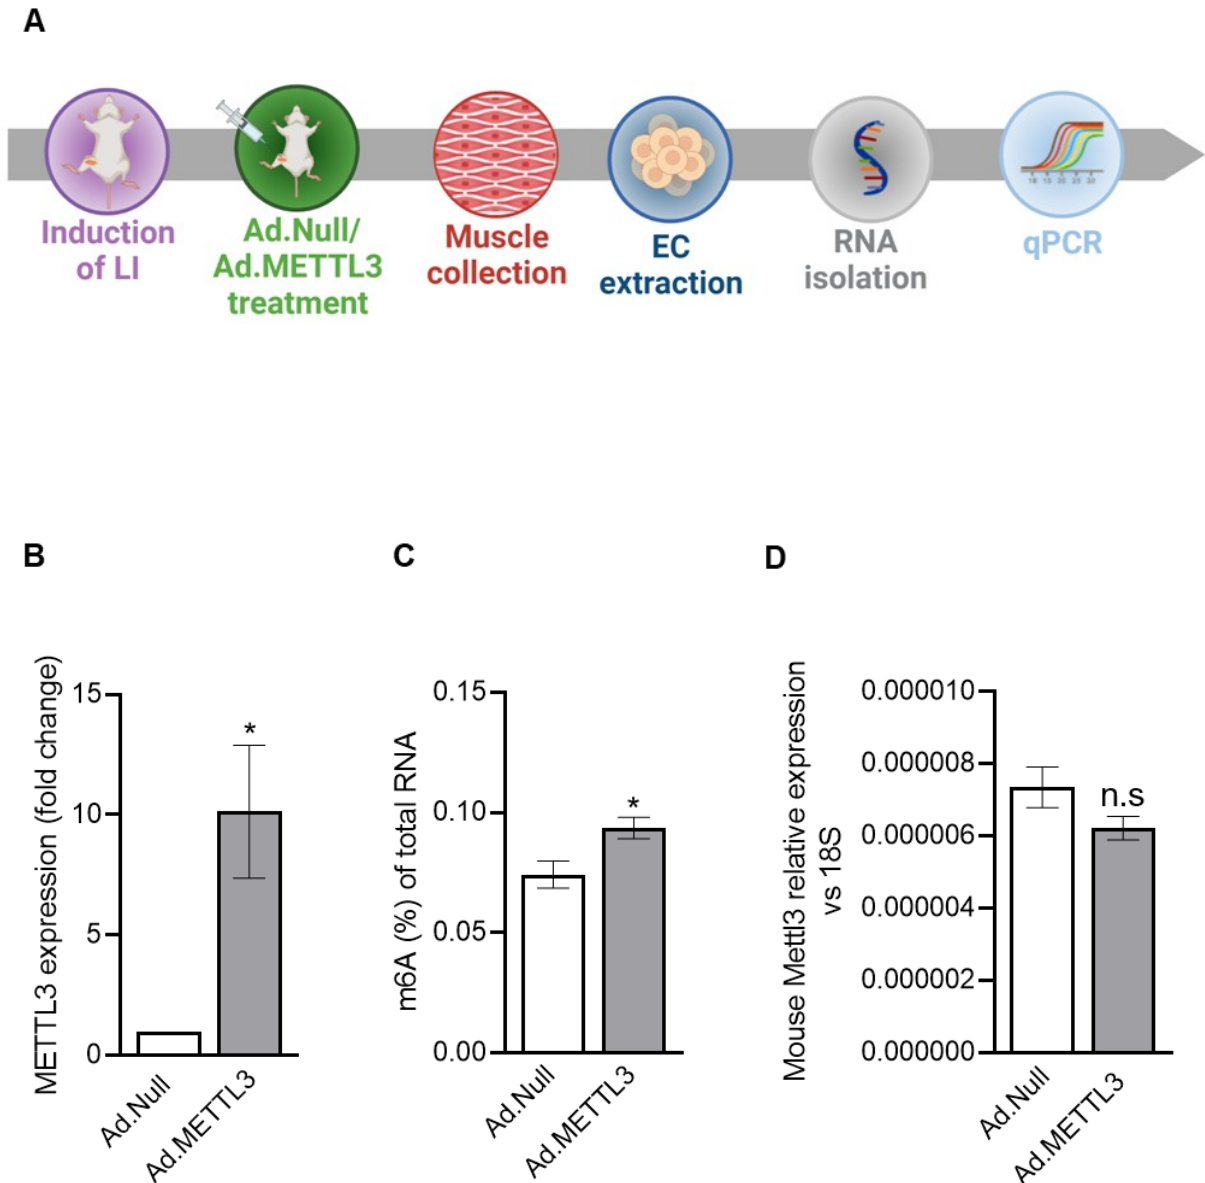 A
Induction
of LI
Ad.Null/
Ad.METTL3
treatment
Muscle
collection
EC
extraction
RNA
isolation
qPCR
B
METTL3 expression (fold change)
15
10
5
0
*
Ad.Null
Ad.METTL3
C
m6A (%) of total RNA
0.15
0.10
0.05
0.00
*
Ad.Null
Ad.METTL3
D
Mouse Mettl3 relative expression
vs 18S
0.000010
0.000008
0.000006
0.000004
0.000002
0.000000
n.s
Ad.Null
Ad.METTL3